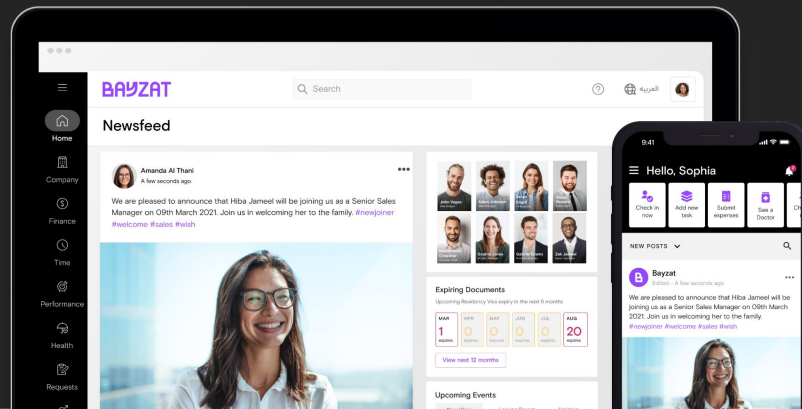 BAYZAT
Search
العربية
Newsfeed
Home
Company
Finance
Time
Performance
Health
Requests
Amanda Al Thani
A few seconds ago
We are pleased to announce that Hiba Jameel will be joining us as a Senior Sales
Manager on 09th March 2021. Join us in welcoming her to the family. #newjoiner
#welcome #sales #wish
John Vegas
Adam Atkinson
Sophie Jones
Gabriel Evans
Zak Jamal
Expiring Documents
Upcoming Residency Visa expiry in the next 6 months
MAR APR MAY JUN JUL AUG
1 0 0 0 0 20
expires expires expires expires expires expires
View next 12 months
Upcoming Events
9:41
Hello, Sophia
Check in
now
Add new
task
Submit
expenses
See a
Doctor
NEW POSTS
Bayzat
Edited - A few seconds ago
We are pleased to announce that Hiba Jameel will be
joining us as a Senior Sales Manager on 09th March
2021. Join us in welcoming her to the family.
#newjoiner #welcome #sales #wish